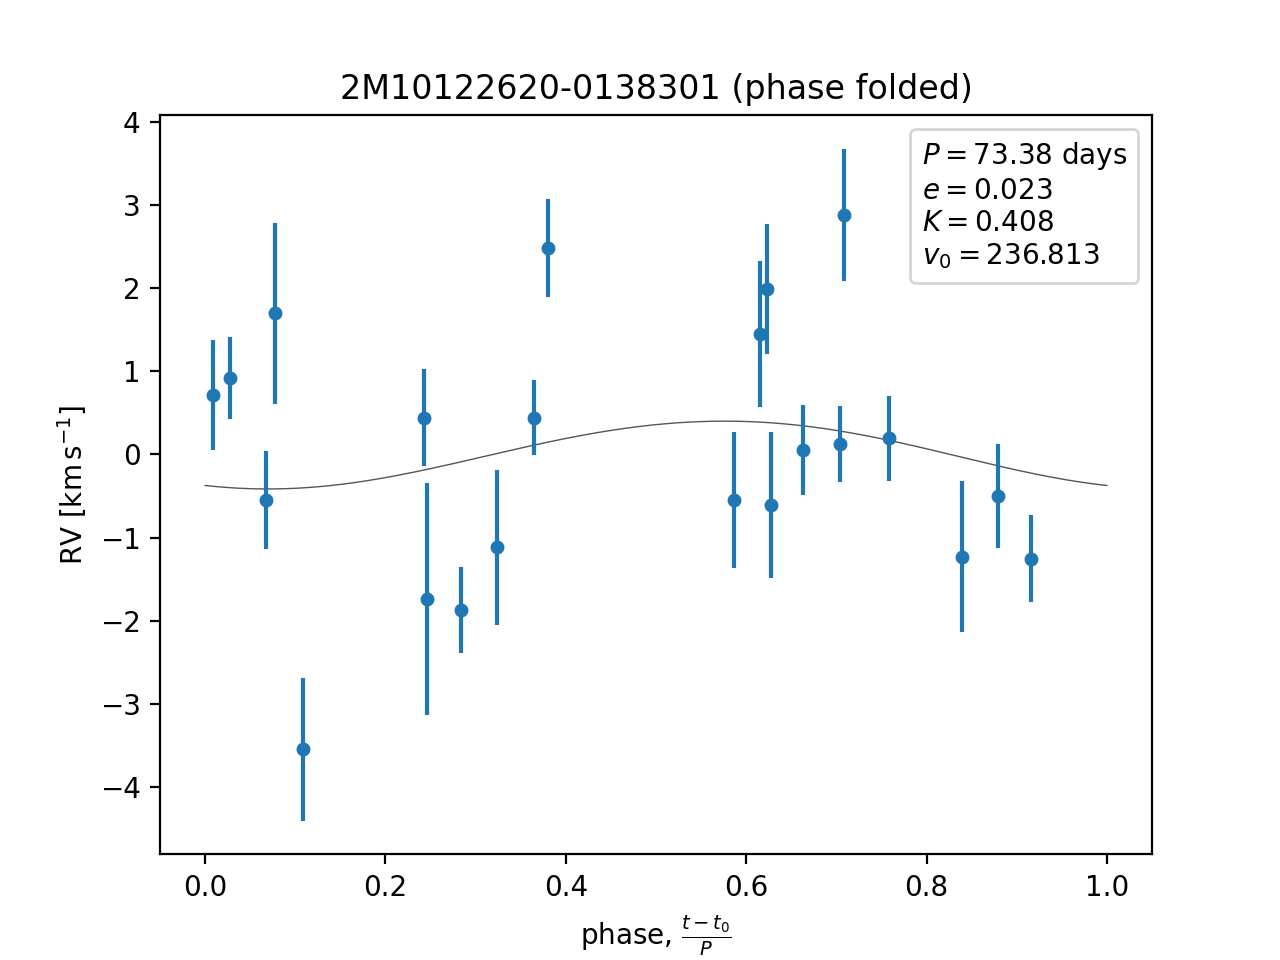 2M10122620-0138301 (phase folded)
P = 73.38 days
e = 0.023
K = 0.408
v₀ = 236.813
4
3
2
1
0
−1
−2
−3
−4
RV [km s⁻¹]
0.0 0.2 0.4 0.6 0.8 1.0
phase, (t − t₀)/P